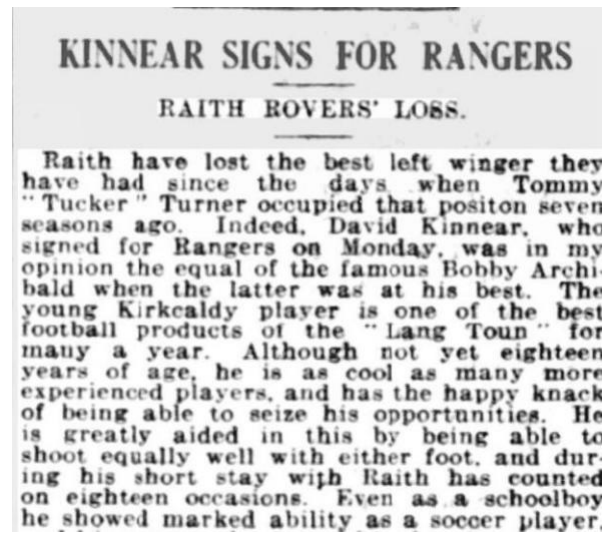 KINNEAR SIGNS FOR RANGERS
RAITH ROVERS' LOSS.
Raith have lost the best left winger they
have had since the days when Tommy
"Tucker" Turner occupied that positon seven
seasons ago. Indeed, David Kinnear, who
signed for Rangers on Monday, was in my
opinion the equal of the famous Bobby Archi-
bald when the latter was at his best. The
young Kirkcaldy player is one of the best
football products of the "Lang Toun" for
many a year. Although not yet eighteen
years of age, he is as cool as many more
experienced players, and has the happy knack
of being able to seize his opportunities. He
is greatly aided in this by being able to
shoot equally well with either foot, and dur-
ing his short stay with Raith has counted
on eighteen occasions. Even as a schoolboy
he showed marked ability as a soccer player,